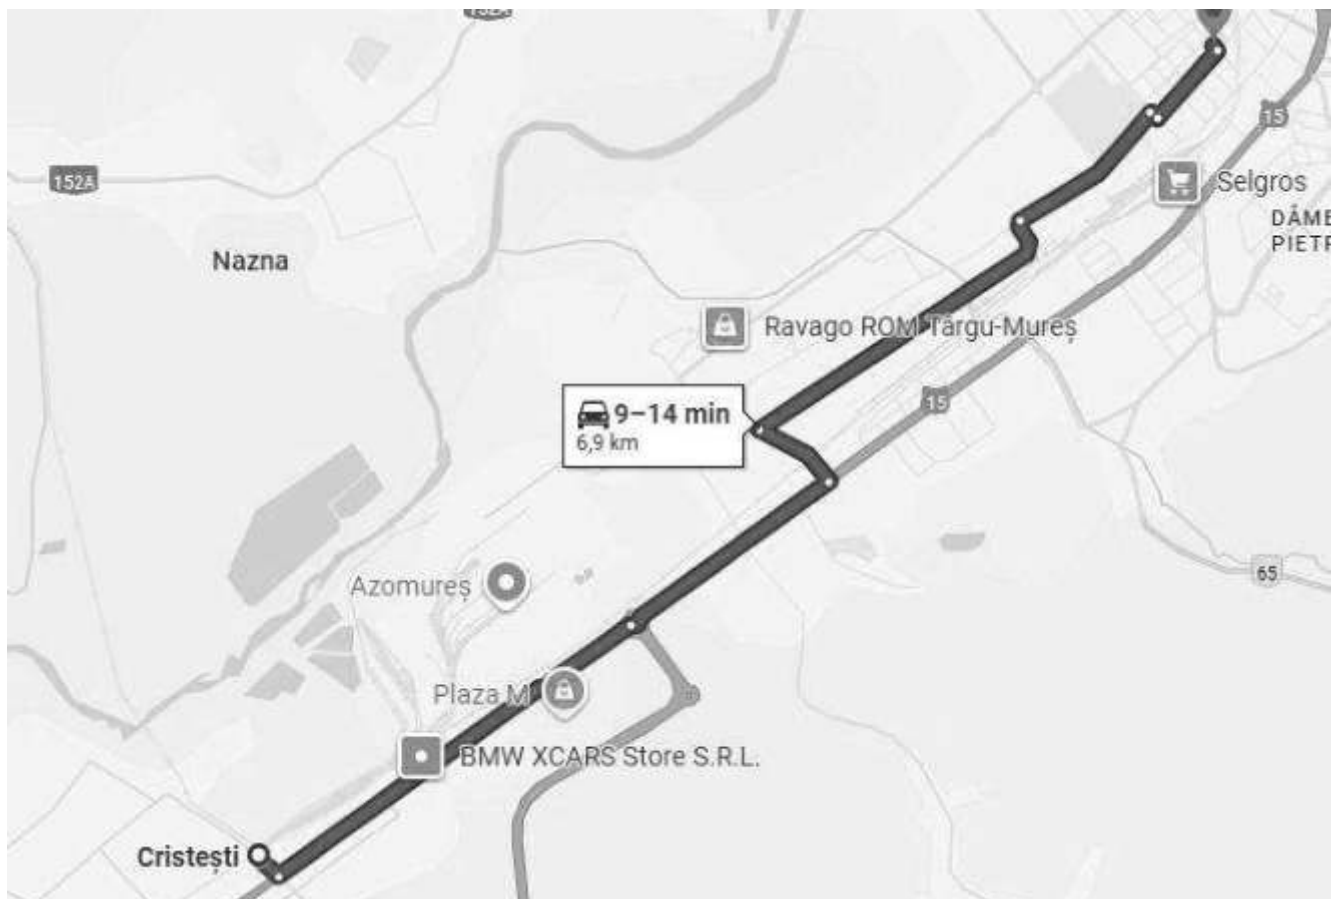 152A
15
152A
Selgros
DÂMB
PIETR
Nazna
Ravago ROM Târgu-Mureș
9–14 min
6,9 km
15
65
Azomureș
Plaza M
BMW XCARS Store S.R.L.
Cristești